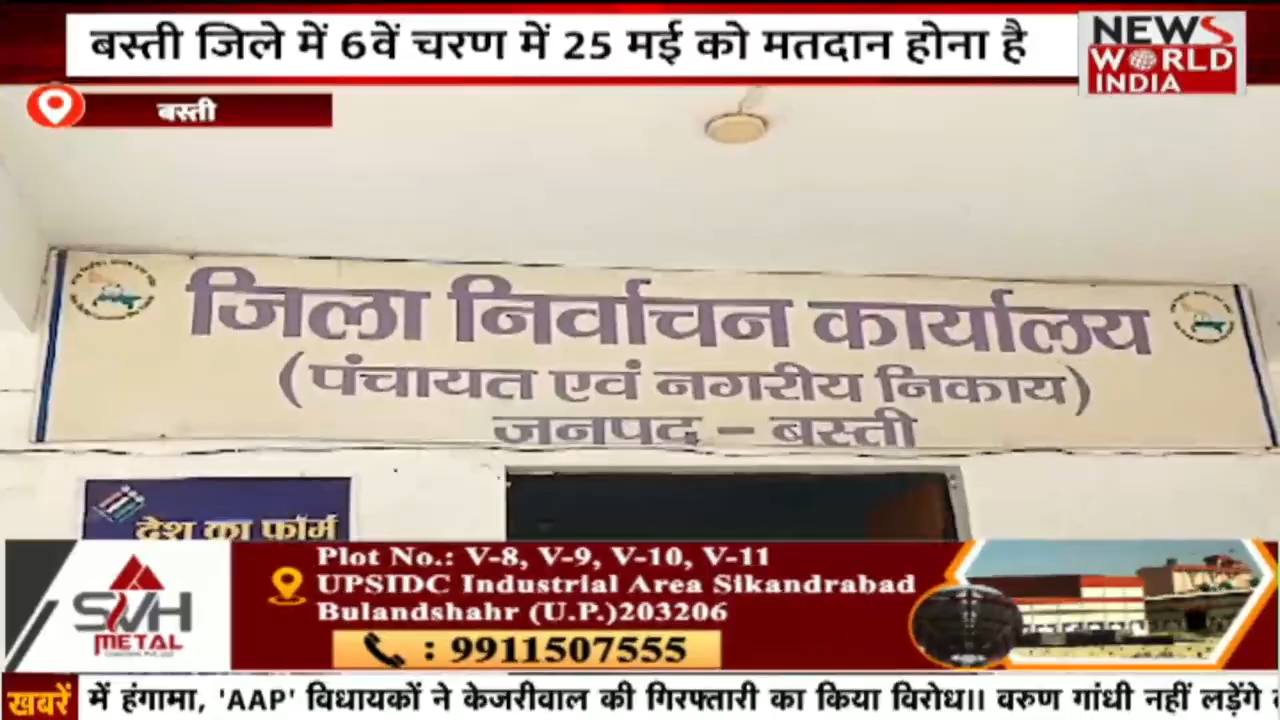 बस्ती जिले में 6वें चरण में 25 मई को मतदान होना है
NEWS
WORLD
INDIA
बस्ती
जिला निर्वाचन कार्यालय
(पंचायत एवं नगरीय निकाय)
जनपद – बस्ती
देश का फॉर्म
SVH
METAL
Plot No.: V-8, V-9, V-10, V-11
UPSIDC Industrial Area Sikandrabad
Bulandshahr (U.P.)203206
: 9911507555
खबरें में हंगामा, 'AAP' विधायकों ने केजरीवाल की गिरफ्तारी का किया विरोध।। वरुण गांधी नहीं लड़ेंगे